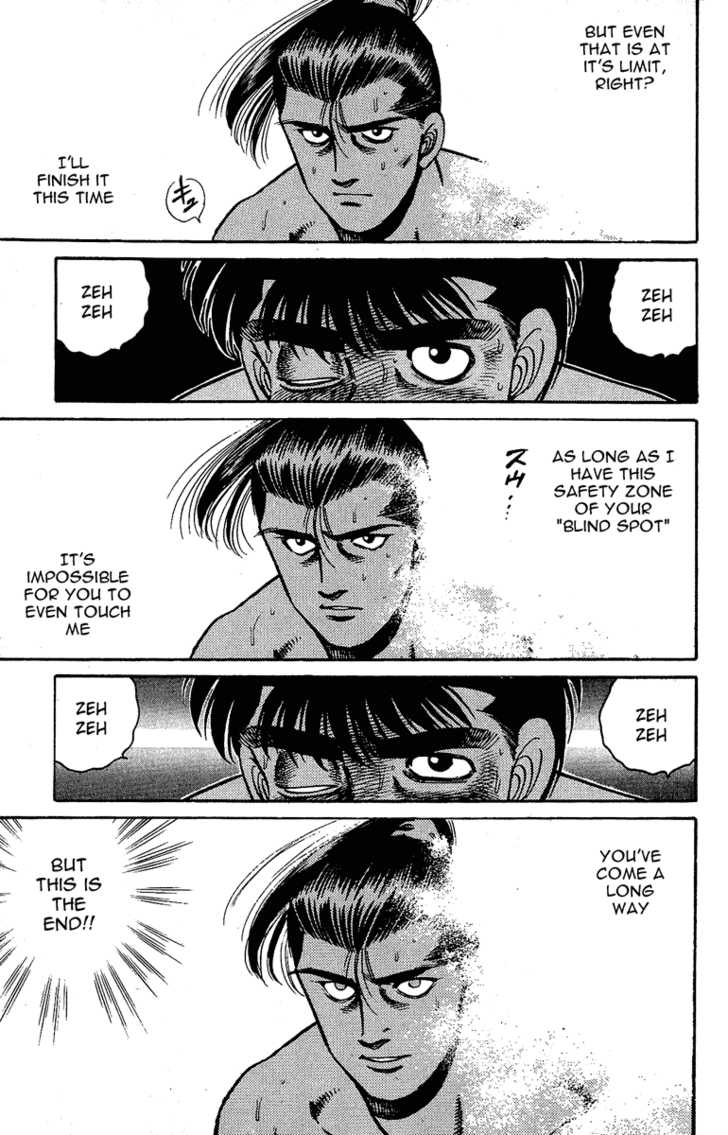 BUT EVEN
THAT IS AT
IT'S LIMIT,
RIGHT?
I'LL
FINISH IT
THIS TIME
ZEH
ZEH
ZEH
ZEH
AS LONG AS I
HAVE THIS
SAFETY ZONE
OF YOUR
"BLIND SPOT"
スッ…
IT'S
IMPOSSIBLE
FOR YOU TO
EVEN TOUCH
ME
ZEH
ZEH
ZEH
ZEH
YOU'VE
COME A
LONG
WAY
BUT
THIS IS
THE
END!!